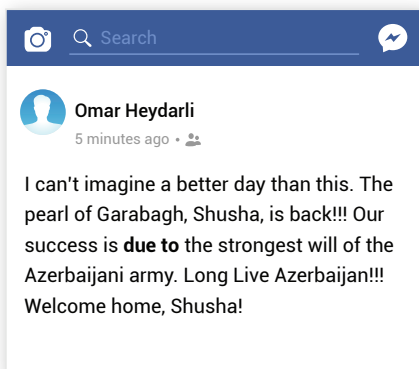 Search
Omar Heydarli
5 minutes ago •
I can't imagine a better day than this. The
pearl of Garabagh, Shusha, is back!!! Our
success is due to the strongest will of the
Azerbaijani army. Long Live Azerbaijan!!!
Welcome home, Shusha!